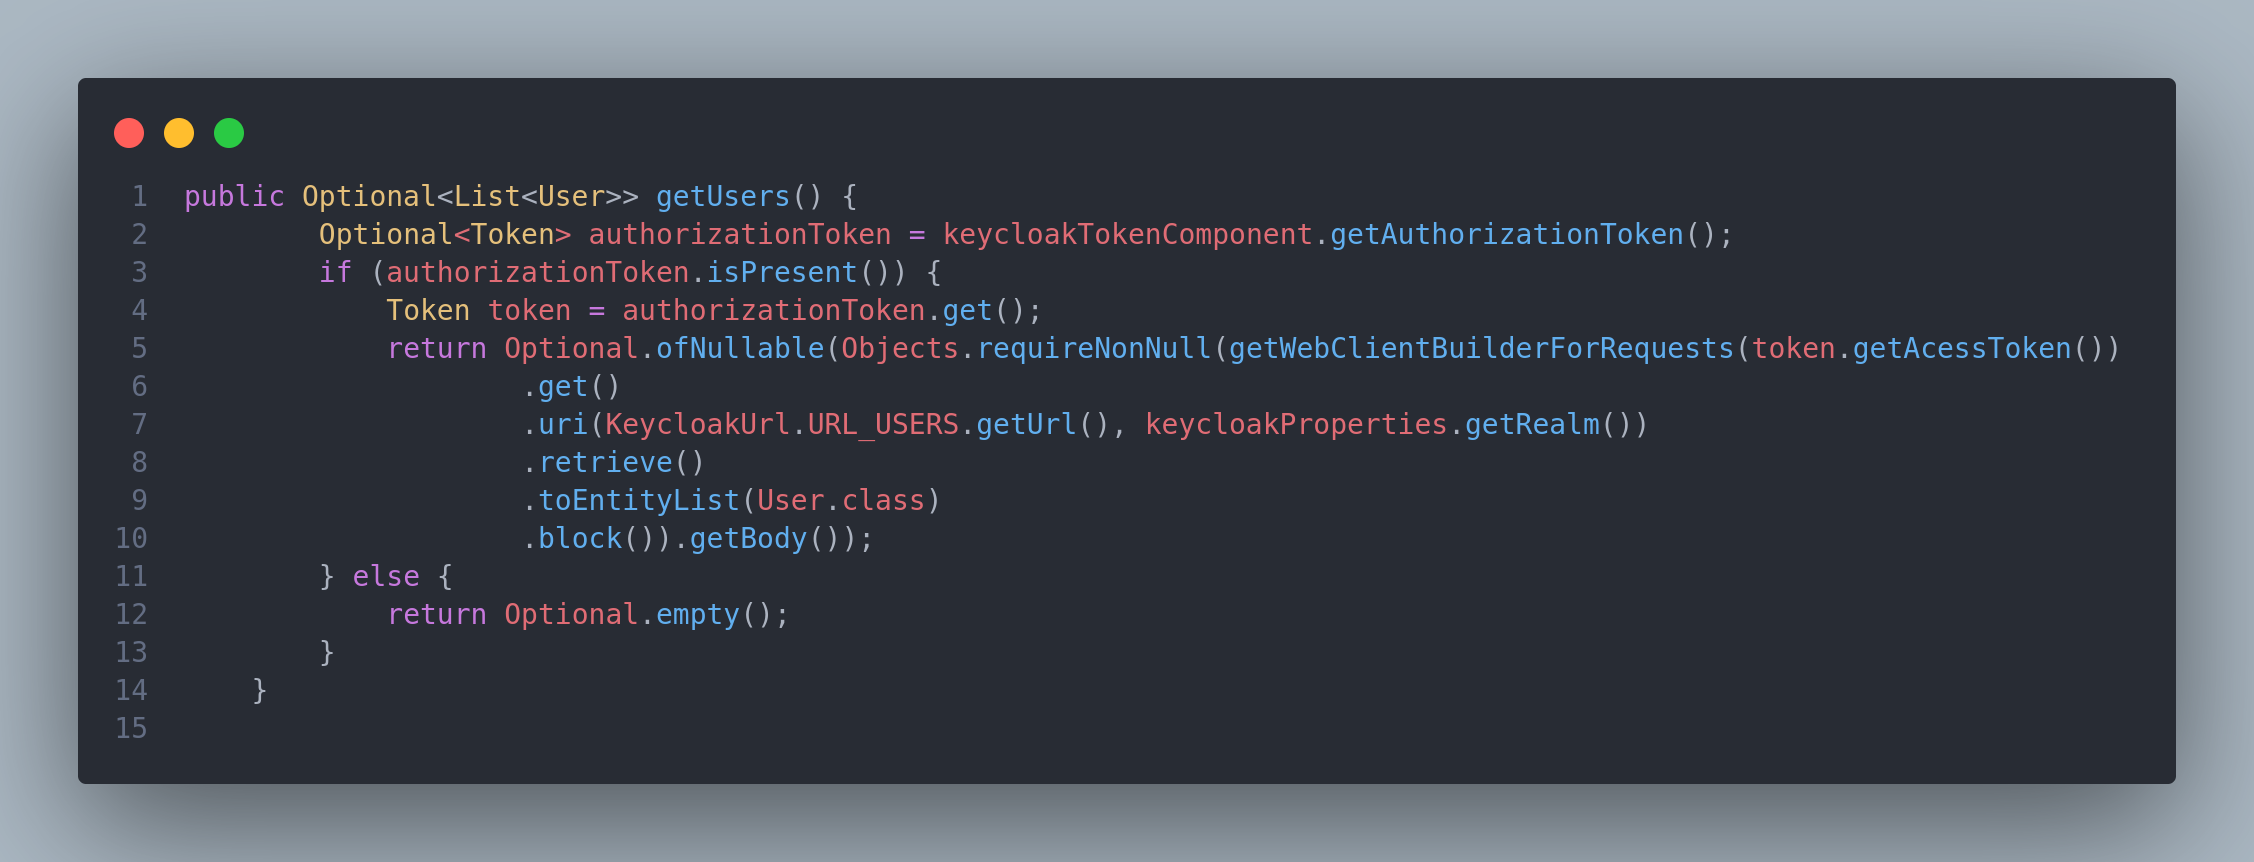 1 public Optional<List<User>> getUsers() {
2         Optional<Token> authorizationToken = keycloakTokenComponent.getAuthorizationToken();
3         if (authorizationToken.isPresent()) {
4             Token token = authorizationToken.get();
5             return Optional.ofNullable(Objects.requireNonNull(getWebClientBuilderForRequests(token.getAcessToken())
6                     .get()
7                     .uri(KeycloakUrl.URL_USERS.getUrl(), keycloakProperties.getRealm())
8                     .retrieve()
9                     .toEntityList(User.class)
10                     .block()).getBody());
11         } else {
12             return Optional.empty();
13         }
14     }
15